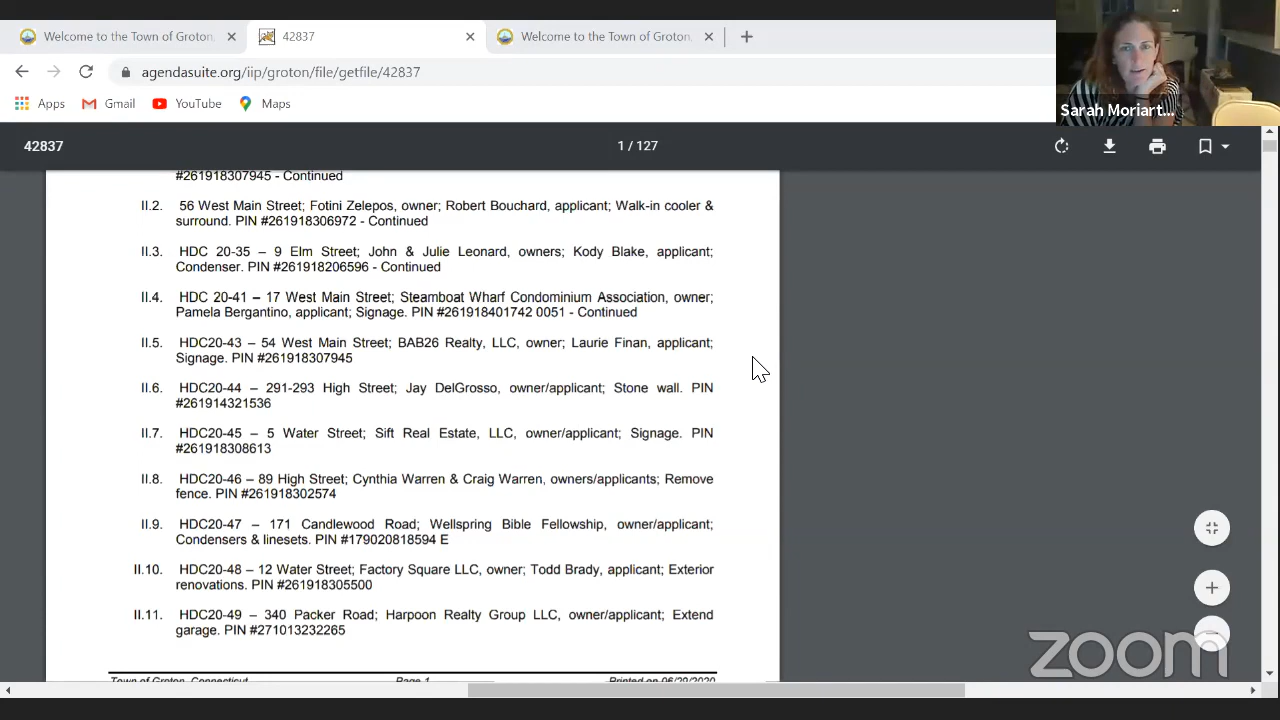 Welcome to the Town of Groton,
42837
Welcome to the Town of Groton,
agendasuite.org/iip/groton/file/getfile/42837
Apps
Gmail
YouTube
Maps
Sarah Moriart...
42837
1 / 127
#261918307945 - Continued
II.2. 56 West Main Street; Fotini Zelepos, owner; Robert Bouchard, applicant; Walk-in cooler &
surround. PIN #261918306972 - Continued
II.3. HDC 20-35 – 9 Elm Street; John & Julie Leonard, owners; Kody Blake, applicant;
Condenser. PIN #261918206596 - Continued
II.4. HDC 20-41 – 17 West Main Street; Steamboat Wharf Condominium Association, owner;
Pamela Bergantino, applicant; Signage. PIN #261918401742 0051 - Continued
II.5. HDC20-43 – 54 West Main Street; BAB26 Realty, LLC, owner; Laurie Finan, applicant;
Signage. PIN #261918307945
II.6. HDC20-44 – 291-293 High Street; Jay DelGrosso, owner/applicant; Stone wall. PIN
#261914321536
II.7. HDC20-45 – 5 Water Street; Sift Real Estate, LLC, owner/applicant; Signage. PIN
#261918308613
II.8. HDC20-46 – 89 High Street; Cynthia Warren & Craig Warren, owners/applicants; Remove
fence. PIN #261918302574
II.9. HDC20-47 – 171 Candlewood Road; Wellspring Bible Fellowship, owner/applicant;
Condensers & linesets. PIN #179020818594 E
II.10. HDC20-48 – 12 Water Street; Factory Square LLC, owner; Todd Brady, applicant; Exterior
renovations. PIN #261918305500
II.11. HDC20-49 – 340 Packer Road; Harpoon Realty Group LLC, owner/applicant; Extend
garage. PIN #271013232265
Town of Groton, Connecticut Page 1 Printed on 06/29/2020
zoom